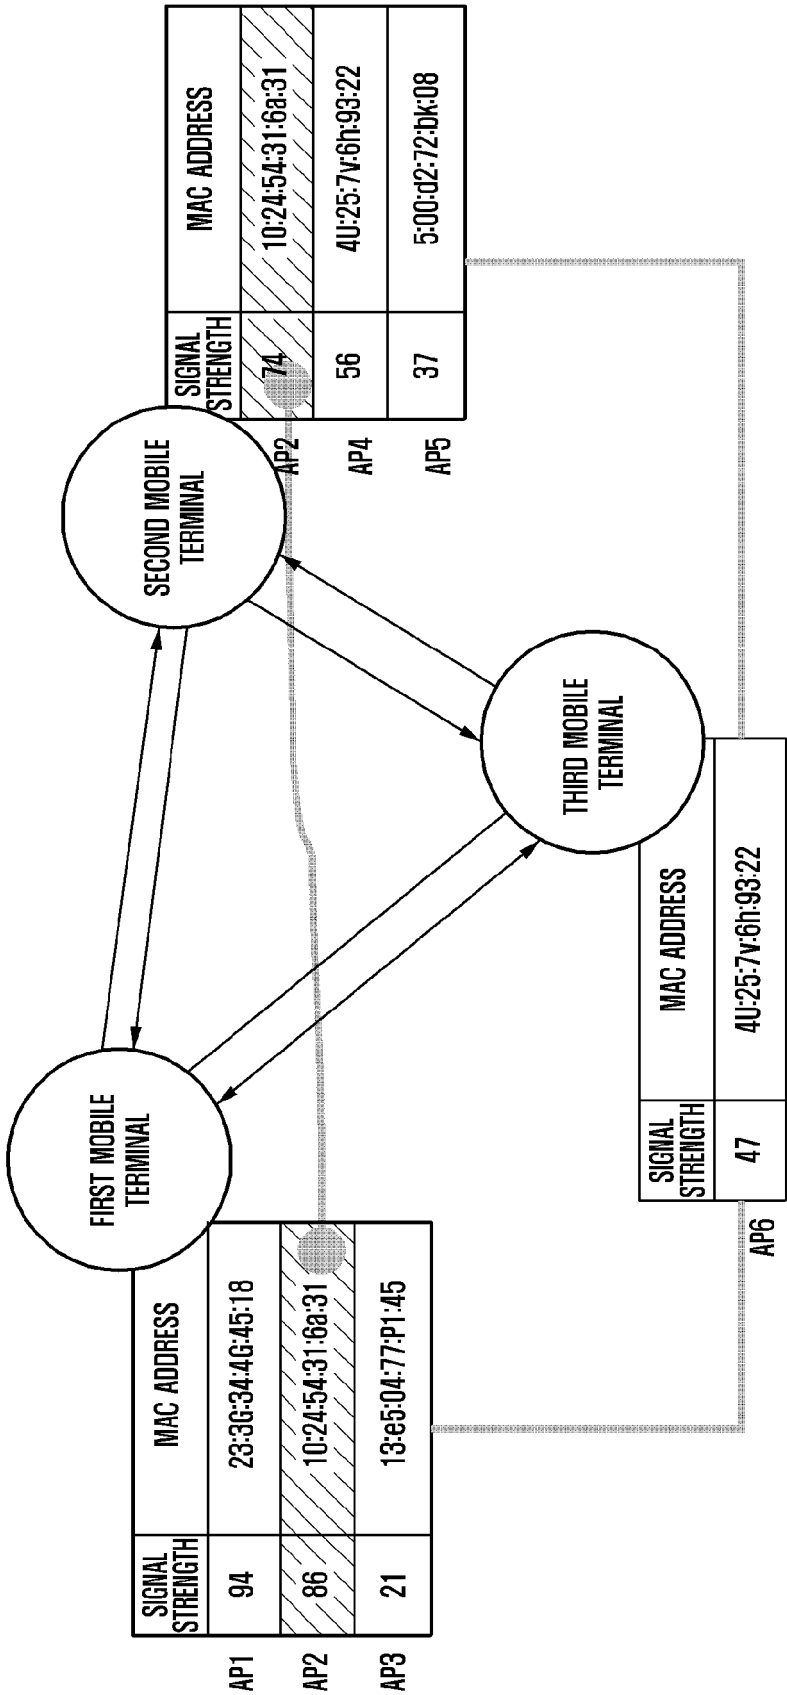 FIRST MOBILE
TERMINAL
SIGNAL
STRENGTH
MAC ADDRESS
AP1
94
23:3G:34:4G:45:18
AP2
86
10:24:54:31:6a:31
AP3
21
13:e5:04:77:P1:45
SECOND MOBILE
TERMINAL
SIGNAL
STRENGTH
MAC ADDRESS
AP2
74
10:24:54:31:6a:31
AP4
56
4U:25:7v:6h:93:22
AP5
37
5:00:d2:72:bk:08
THIRD MOBILE
TERMINAL
SIGNAL
STRENGTH
MAC ADDRESS
AP6
47
4U:25:7v:6h:93:22